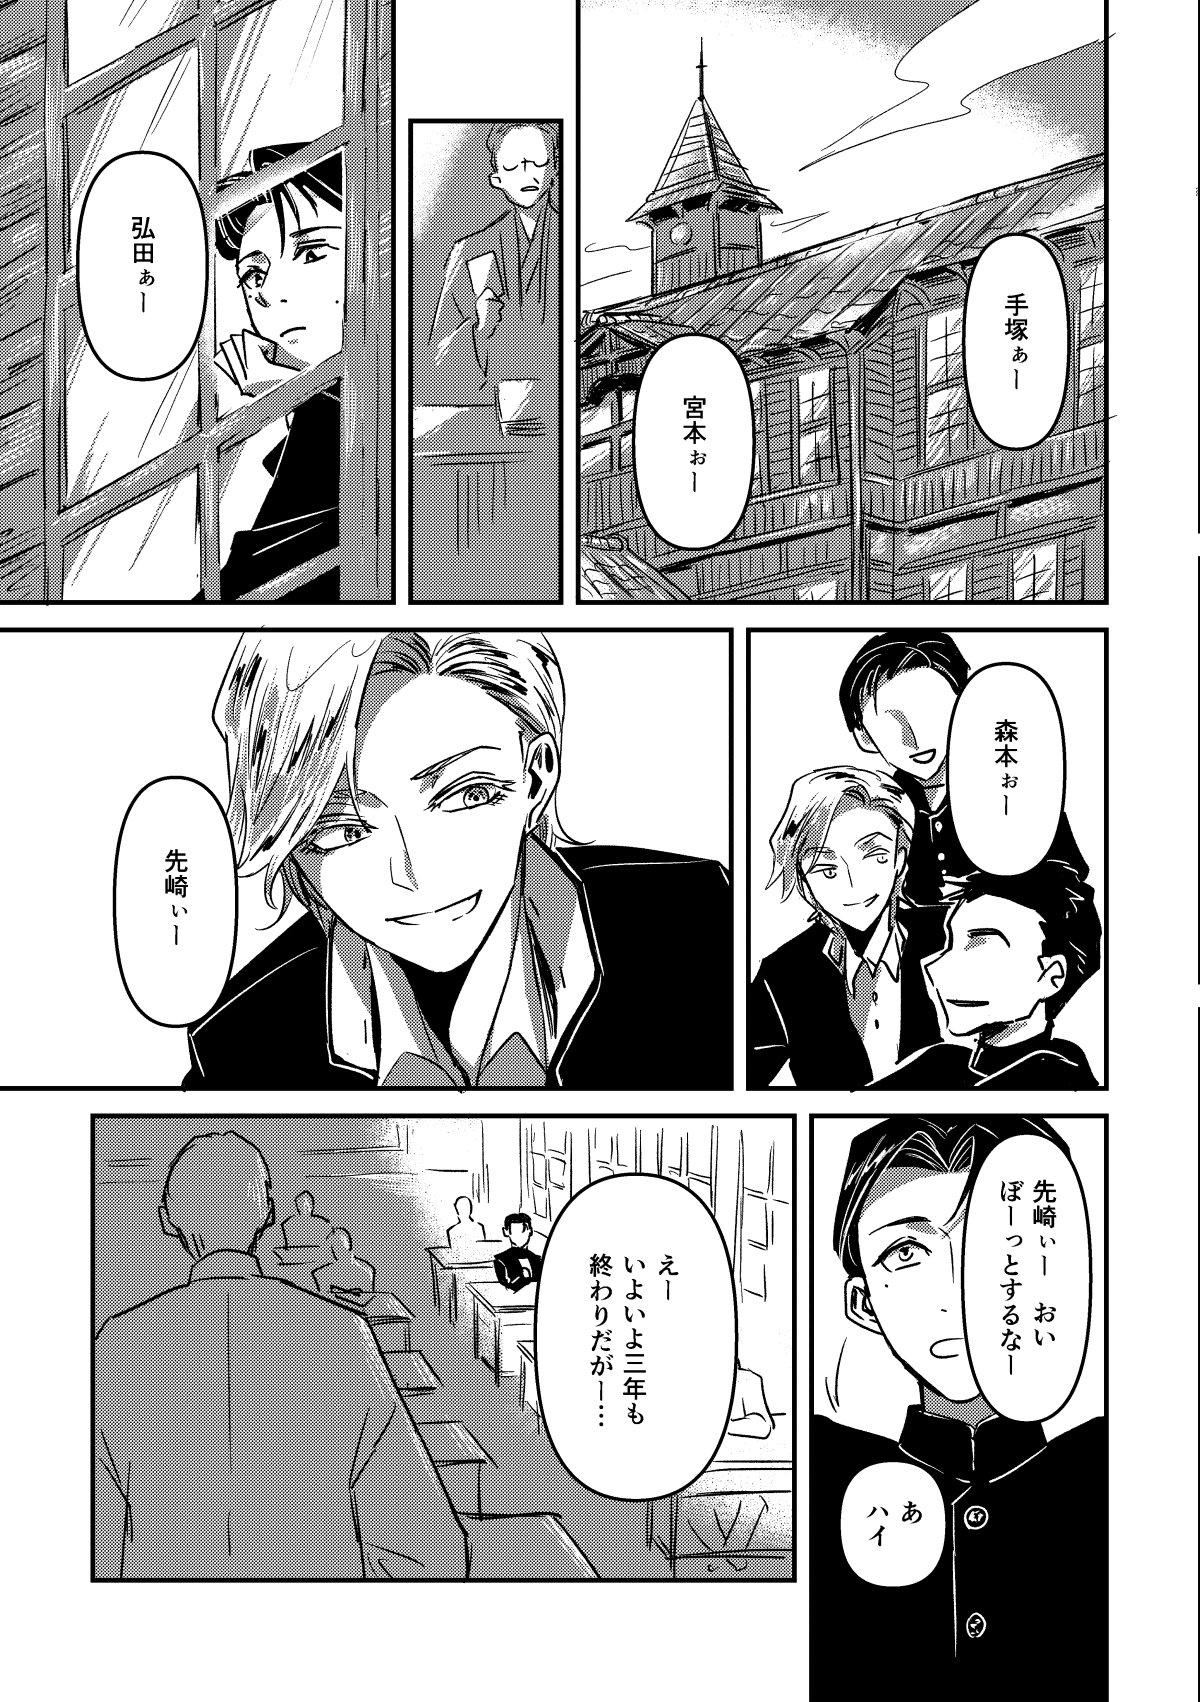 手塚ぁー
宮本ぉー
弘田ぁー
森本ぉー
先崎ぃー
先崎ぃー　おい
ぼーっとするなー
あ
ハイ
えー
いよいよ三年も
終わりだがー…